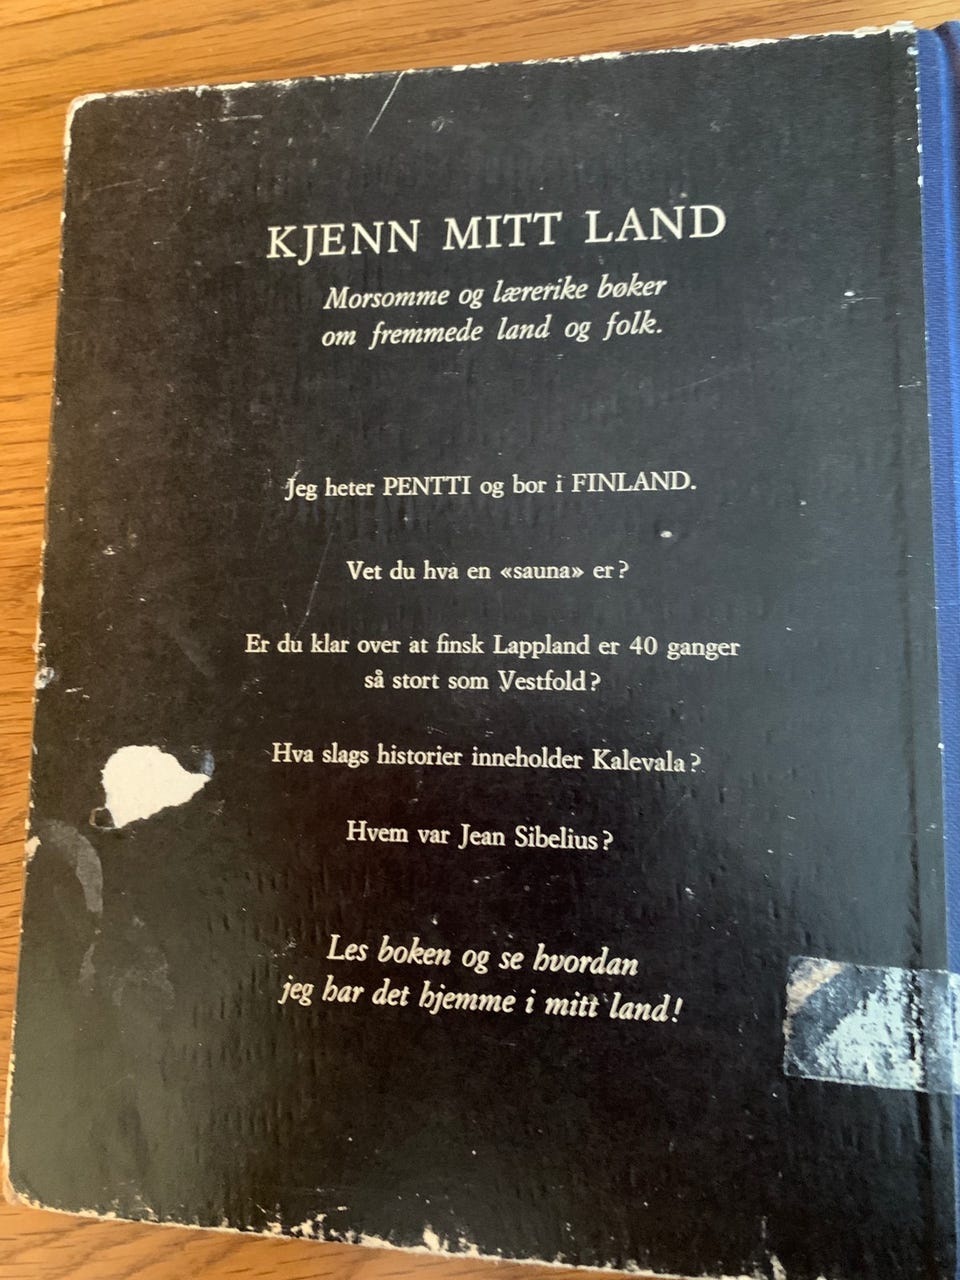 KJENN MITT LAND
Morsomme og lærerike bøker
om fremmede land og folk.
Jeg heter PENTTI og bor i FINLAND.
Vet du hva en «sauna» er?
Er du klar over at finsk Lappland er 40 ganger
så stort som Vestfold?
Hva slags historier inneholder Kalevala?
Hvem var Jean Sibelius?
Les boken og se hvordan
jeg har det hjemme i mitt land!